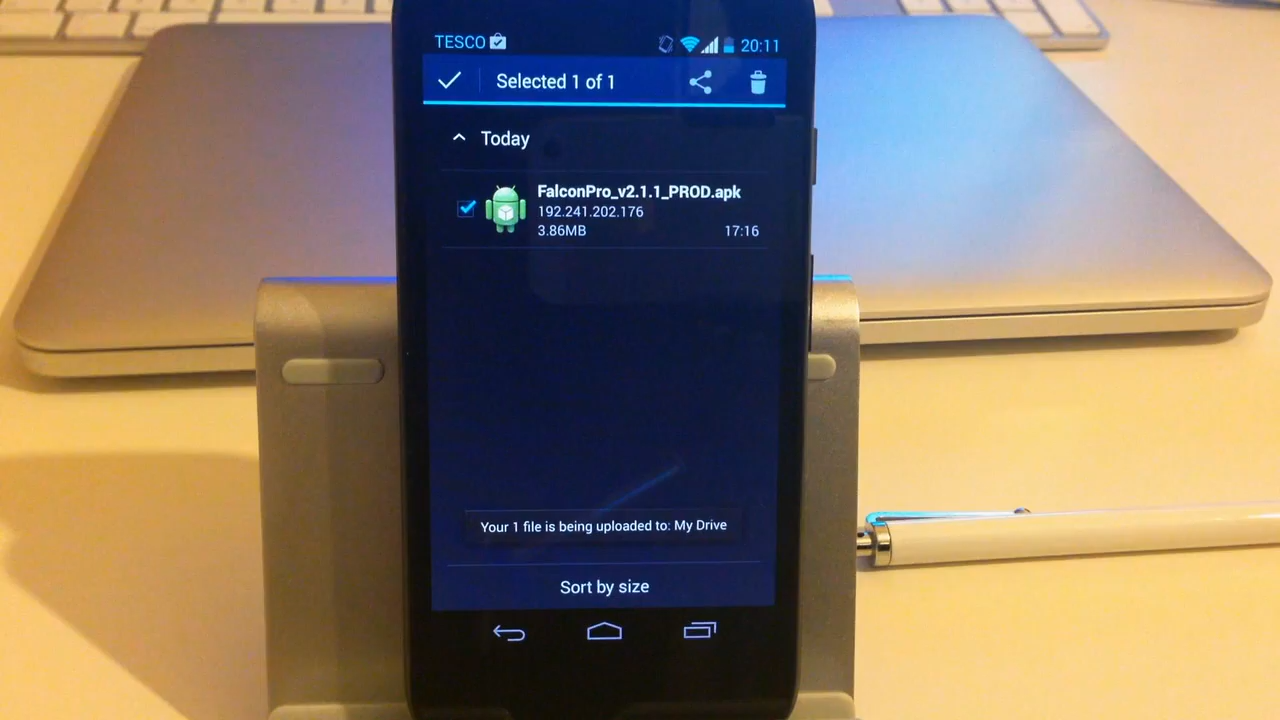 TESCO 20:11
Selected 1 of 1
Today
FalconPro_v2.1.1_PROD.apk
192.241.202.176
3.86MB 17:16
Your 1 file is being uploaded to: My Drive
Sort by size